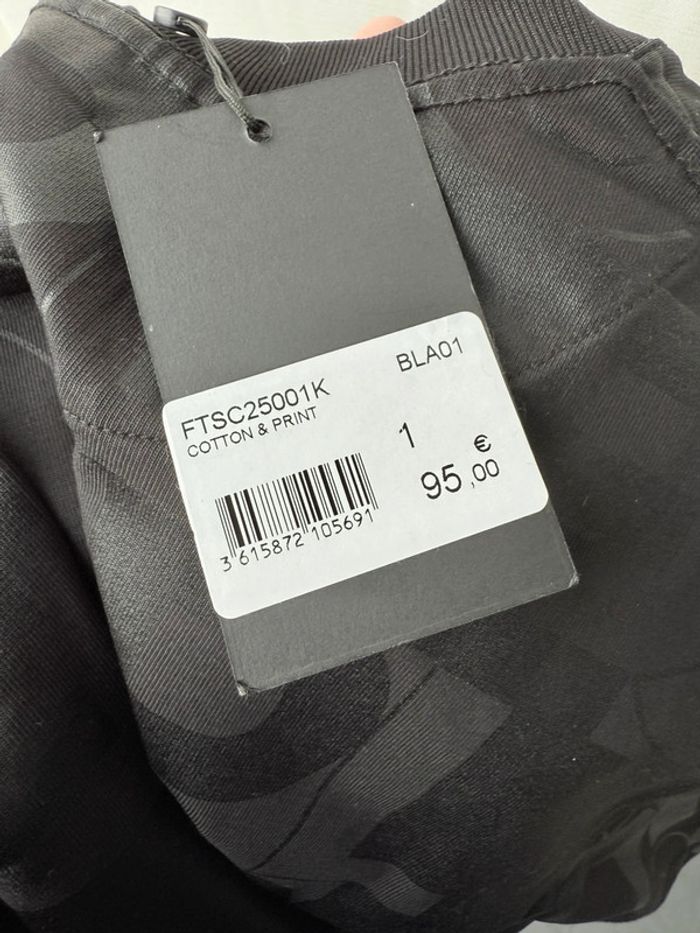 BLA01
FTSC25001K
COTTON & PRINT
1
€
95,00
3 615872 105691